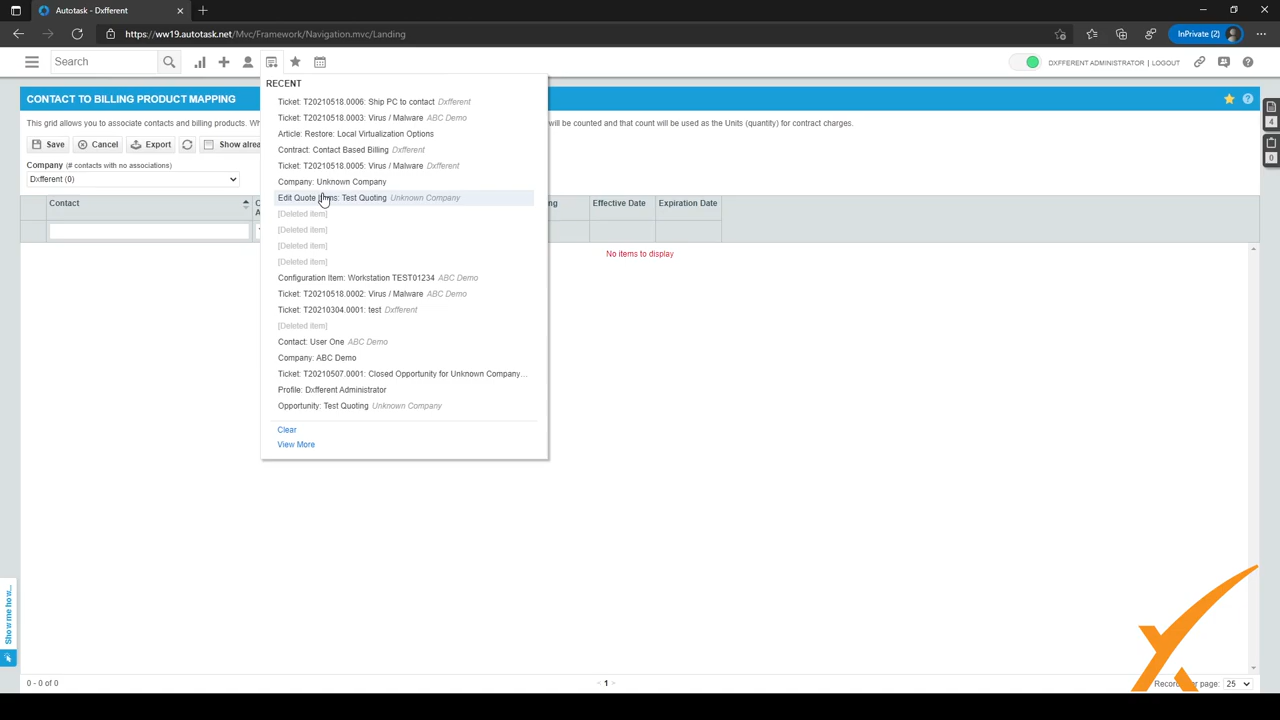 Autotask - Dxfferent
https://ww19.autotask.net/Mvc/Framework/Navigation.mvc/Landing
InPrivate (2)
Search
DXFFERENT ADMINISTRATOR | LOGOUT
RECENT
Ticket: T20210518.0006: Ship PC to contact Dxfferent
Ticket: T20210518.0003: Virus / Malware ABC Demo
Article: Restore: Local Virtualization Options
Contract: Contact Based Billing Dxfferent
Ticket: T20210518.0005: Virus / Malware Dxfferent
Company: Unknown Company
Edit Quote Items: Test Quoting Unknown Company
[Deleted item]
[Deleted item]
[Deleted item]
[Deleted item]
Configuration Item: Workstation TEST01234 ABC Demo
Ticket: T20210518.0002: Virus / Malware ABC Demo
Ticket: T20210304.0001: test Dxfferent
[Deleted item]
Contact: User One ABC Demo
Company: ABC Demo
Ticket: T20210507.0001: Closed Opportunity for Unknown Company...
Profile: Dxfferent Administrator
Opportunity: Test Quoting Unknown Company
Clear
View More
CONTACT TO BILLING PRODUCT MAPPING
This grid allows you to associate contacts and billing products. Wh
will be counted and that count will be used as the Units (quantity) for contract charges.
Save Cancel Export Show alrea
Company (# contacts with no associations)
Dxfferent (0)
Contact
ng Effective Date Expiration Date
No items to display
4
0
Show me how...
0 - 0 of 0
< 1 >
Record per page: 25